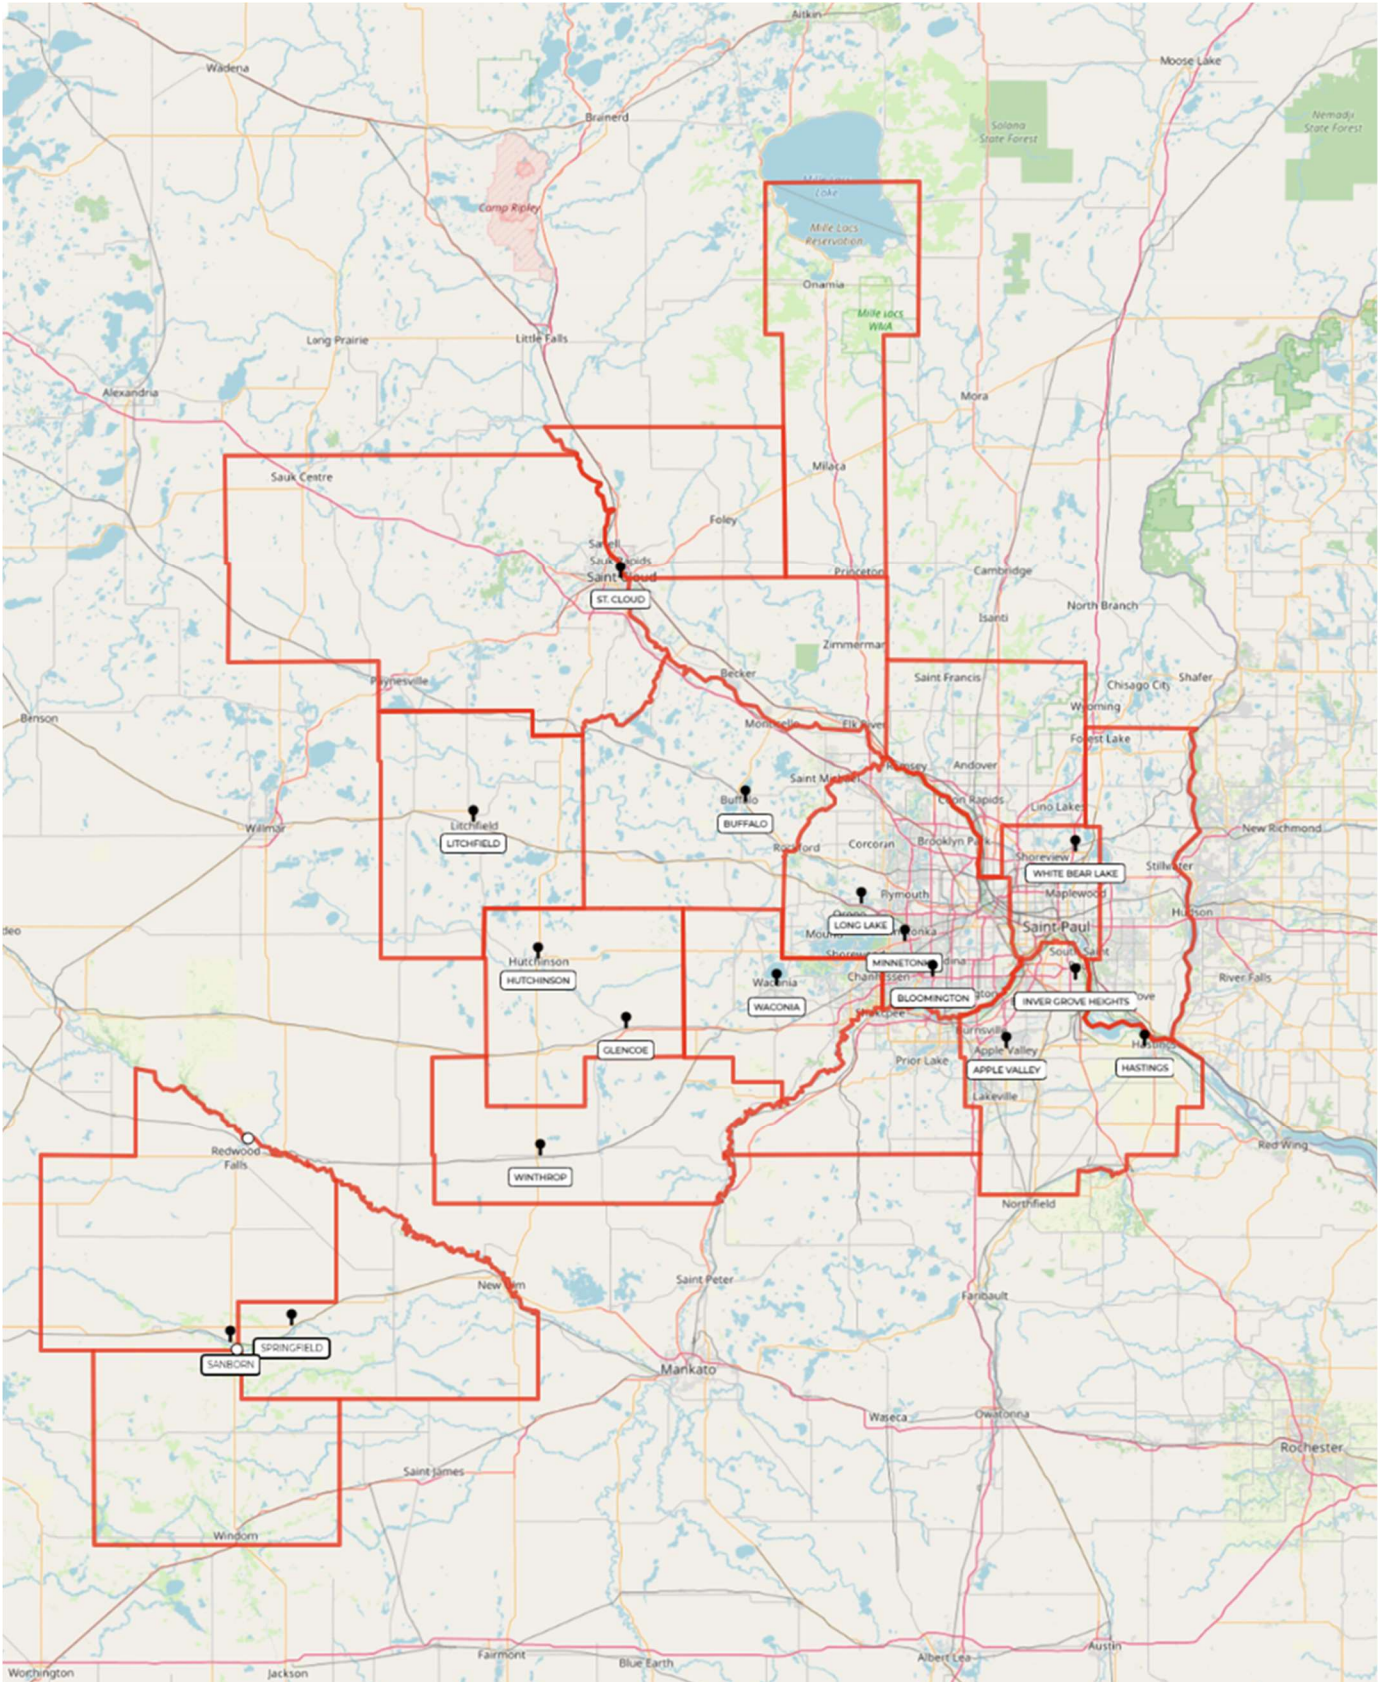 Aitkin
Wadena
Moose Lake
Brainerd
Solana
State Forest
Nemadji
State Forest
Mille Lacs
Lake
Camp Ripley
Mille Lacs
Reservation
Onamia
Mille Lacs
WMA
Little Falls
Long Prairie
Alexandria
Mora
Milaca
Sauk Centre
Foley
Princeton
Cambridge
ST. CLOUD
North Branch
Isanti
Zimmerman
Becker
Saint Francis
Shafer
Chisago City
Paynesville
Wyoming
Benson
Monticello
Elk River
Forest Lake
Ramsey
Andover
Saint Michael
Buffalo
Coon Rapids
Lino Lakes
BUFFALO
Willmar
Litchfield
LITCHFIELD
New Richmond
Rockford
Corcoran
Brooklyn Park
Shoreview
Stillwater
WHITE BEAR LAKE
Plymouth
Maplewood
Hudson
LONG LAKE
Saint Paul
deo
Hutchinson
HUTCHINSON
MINNETONKA
South Saint
River Falls
Chanhassen
Waconia
WACONIA
BLOOMINGTON
INVER GROVE HEIGHTS
Shakopee
GLENCOE
Burnsville
Hastings
Apple Valley
Prior Lake
APPLE VALLEY
HASTINGS
Lakeville
Redwood
Falls
WINTHROP
Red Wing
Northfield
New Ulm
Saint Peter
Faribault
SPRINGFIELD
SANBORN
Mankato
Waseca
Owatonna
Rochester
Saint James
Windom
Fairmont
Blue Earth
Albert Lea
Austin
Worthington
Jackson